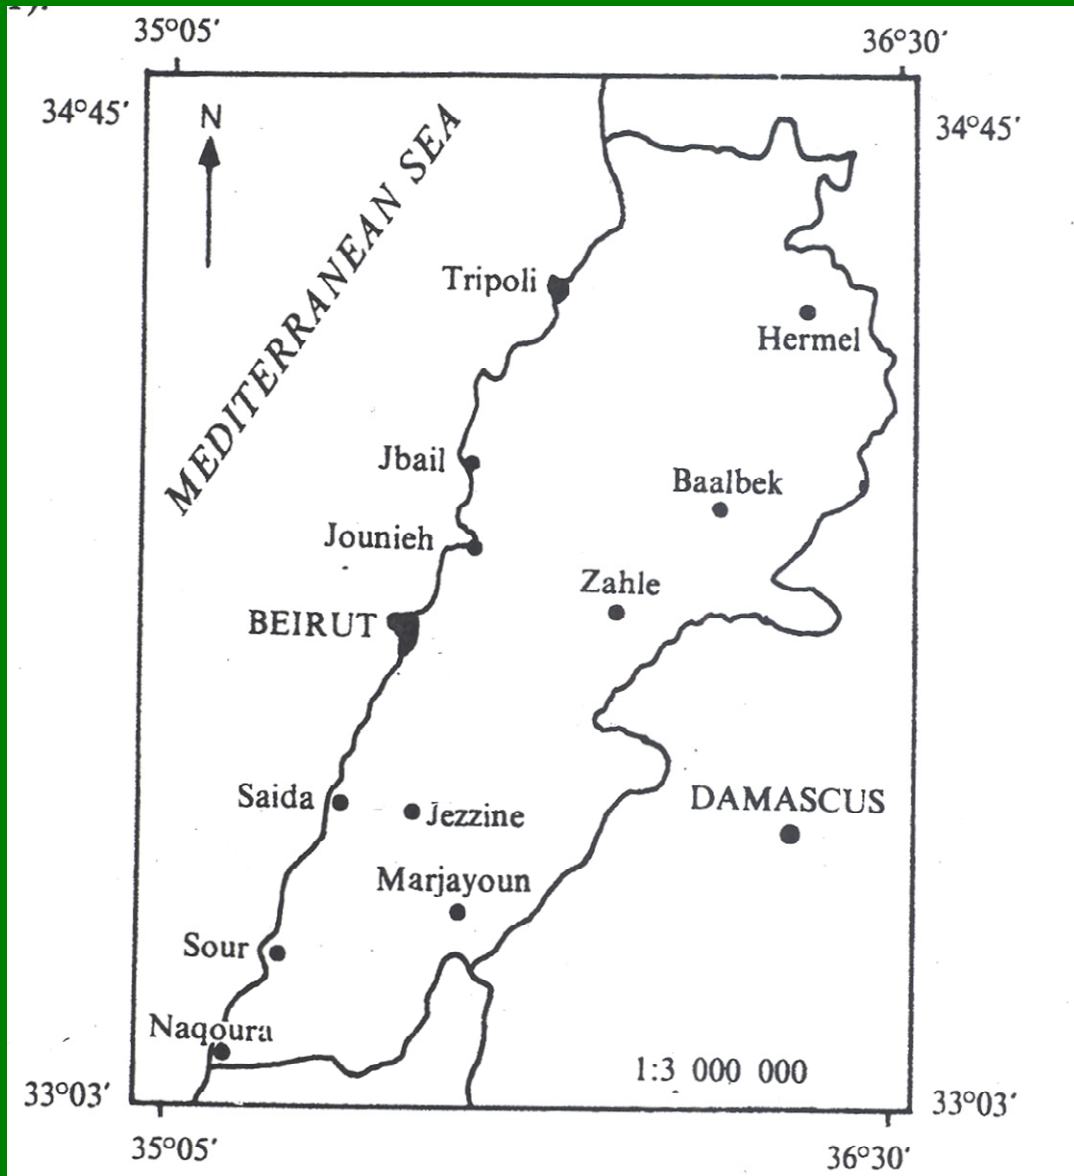 35°05′
36°30′
34°45′
N
34°45′
MEDITERRANEAN SEA
Tripoli
Hermel
Jbail
Baalbek
Jounieh
Zahle
BEIRUT
Saida
Jezzine
DAMASCUS
Marjayoun
Sour
Naqoura
1:3 000 000
33°03′
33°03′
35°05′
36°30′